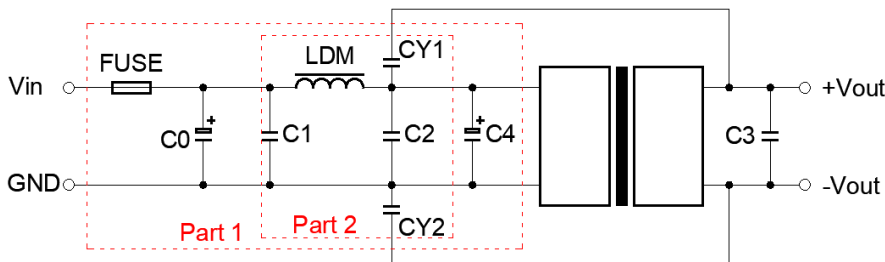 LDM
CY1
FUSE
Vin
+Vout
C0
+
C1
C2
+
C4
C3
GND
-Vout
Part 1
Part 2
CY2